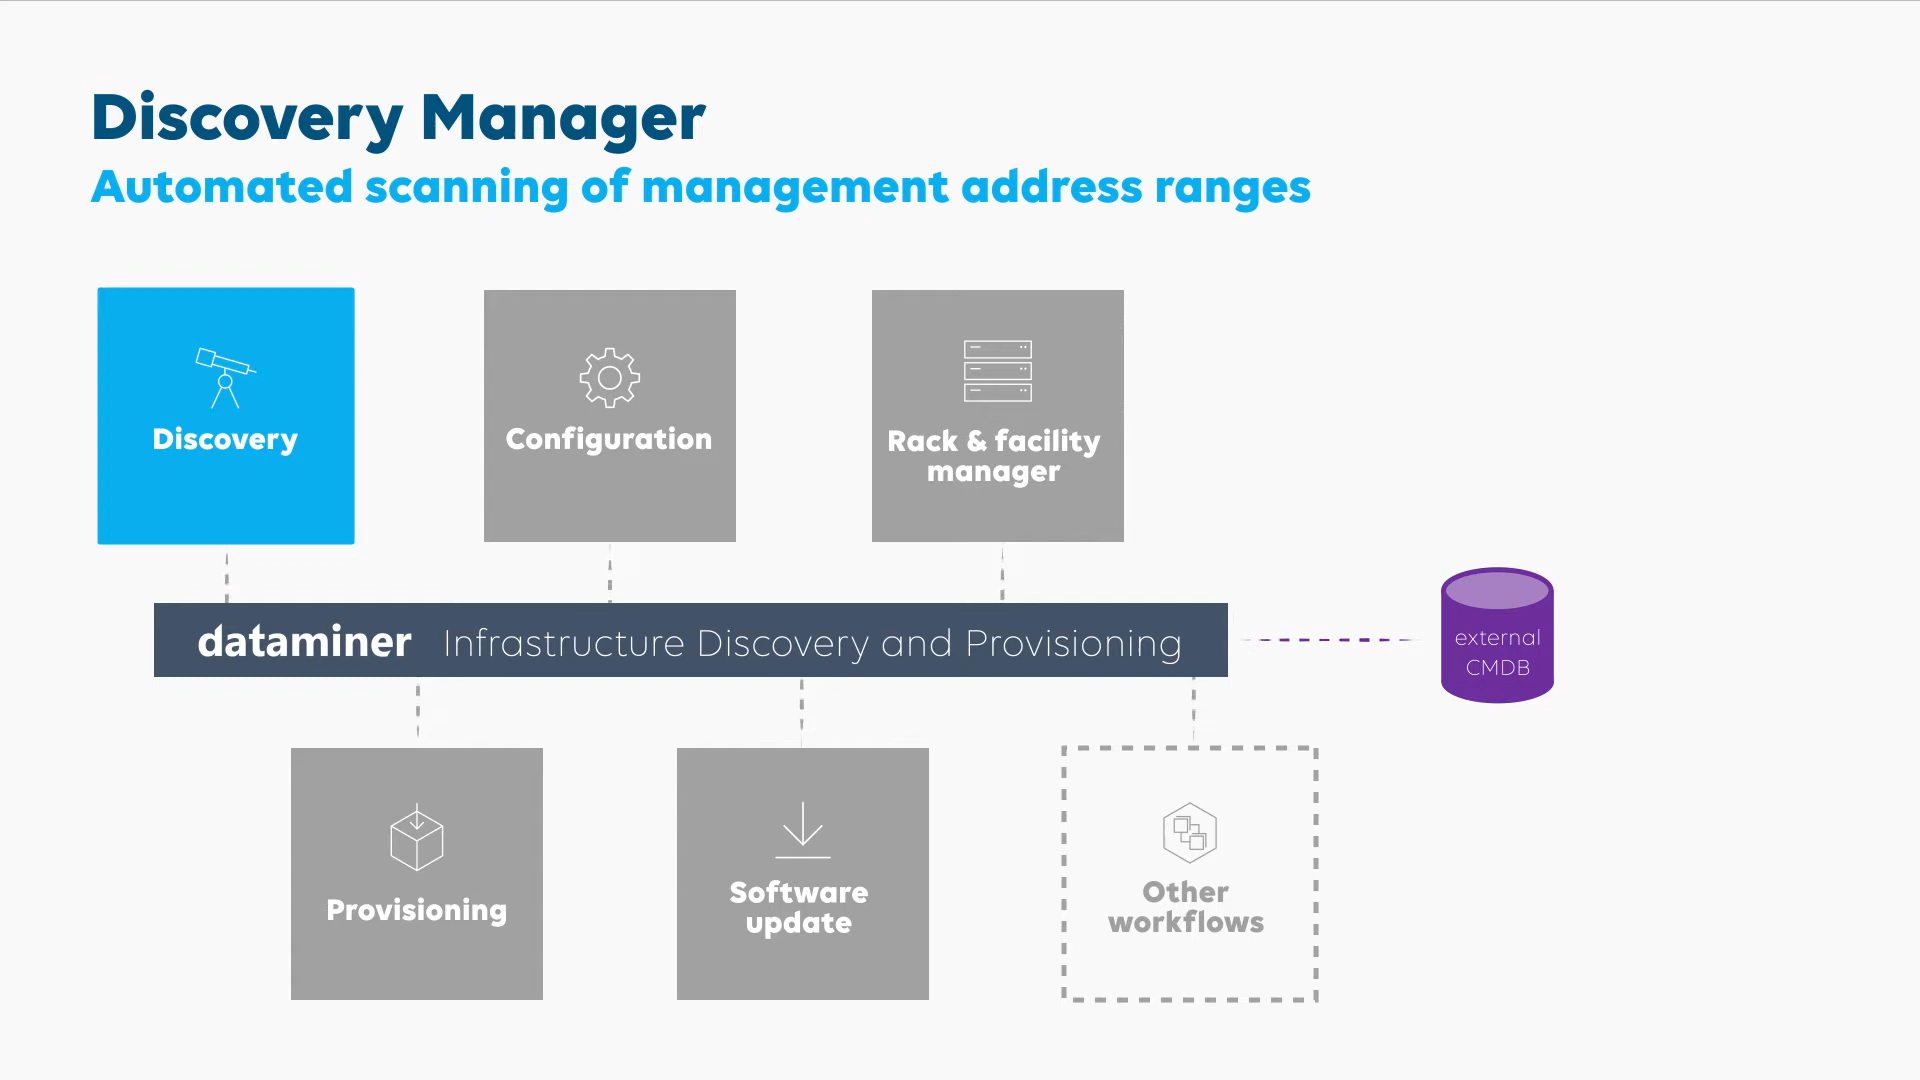 Discovery Manager
Automated scanning of management address ranges
Discovery
Configuration
Rack & facility
manager
dataminer Infrastructure Discovery and Provisioning
external
CMDB
Provisioning
Software
update
Other
workflows